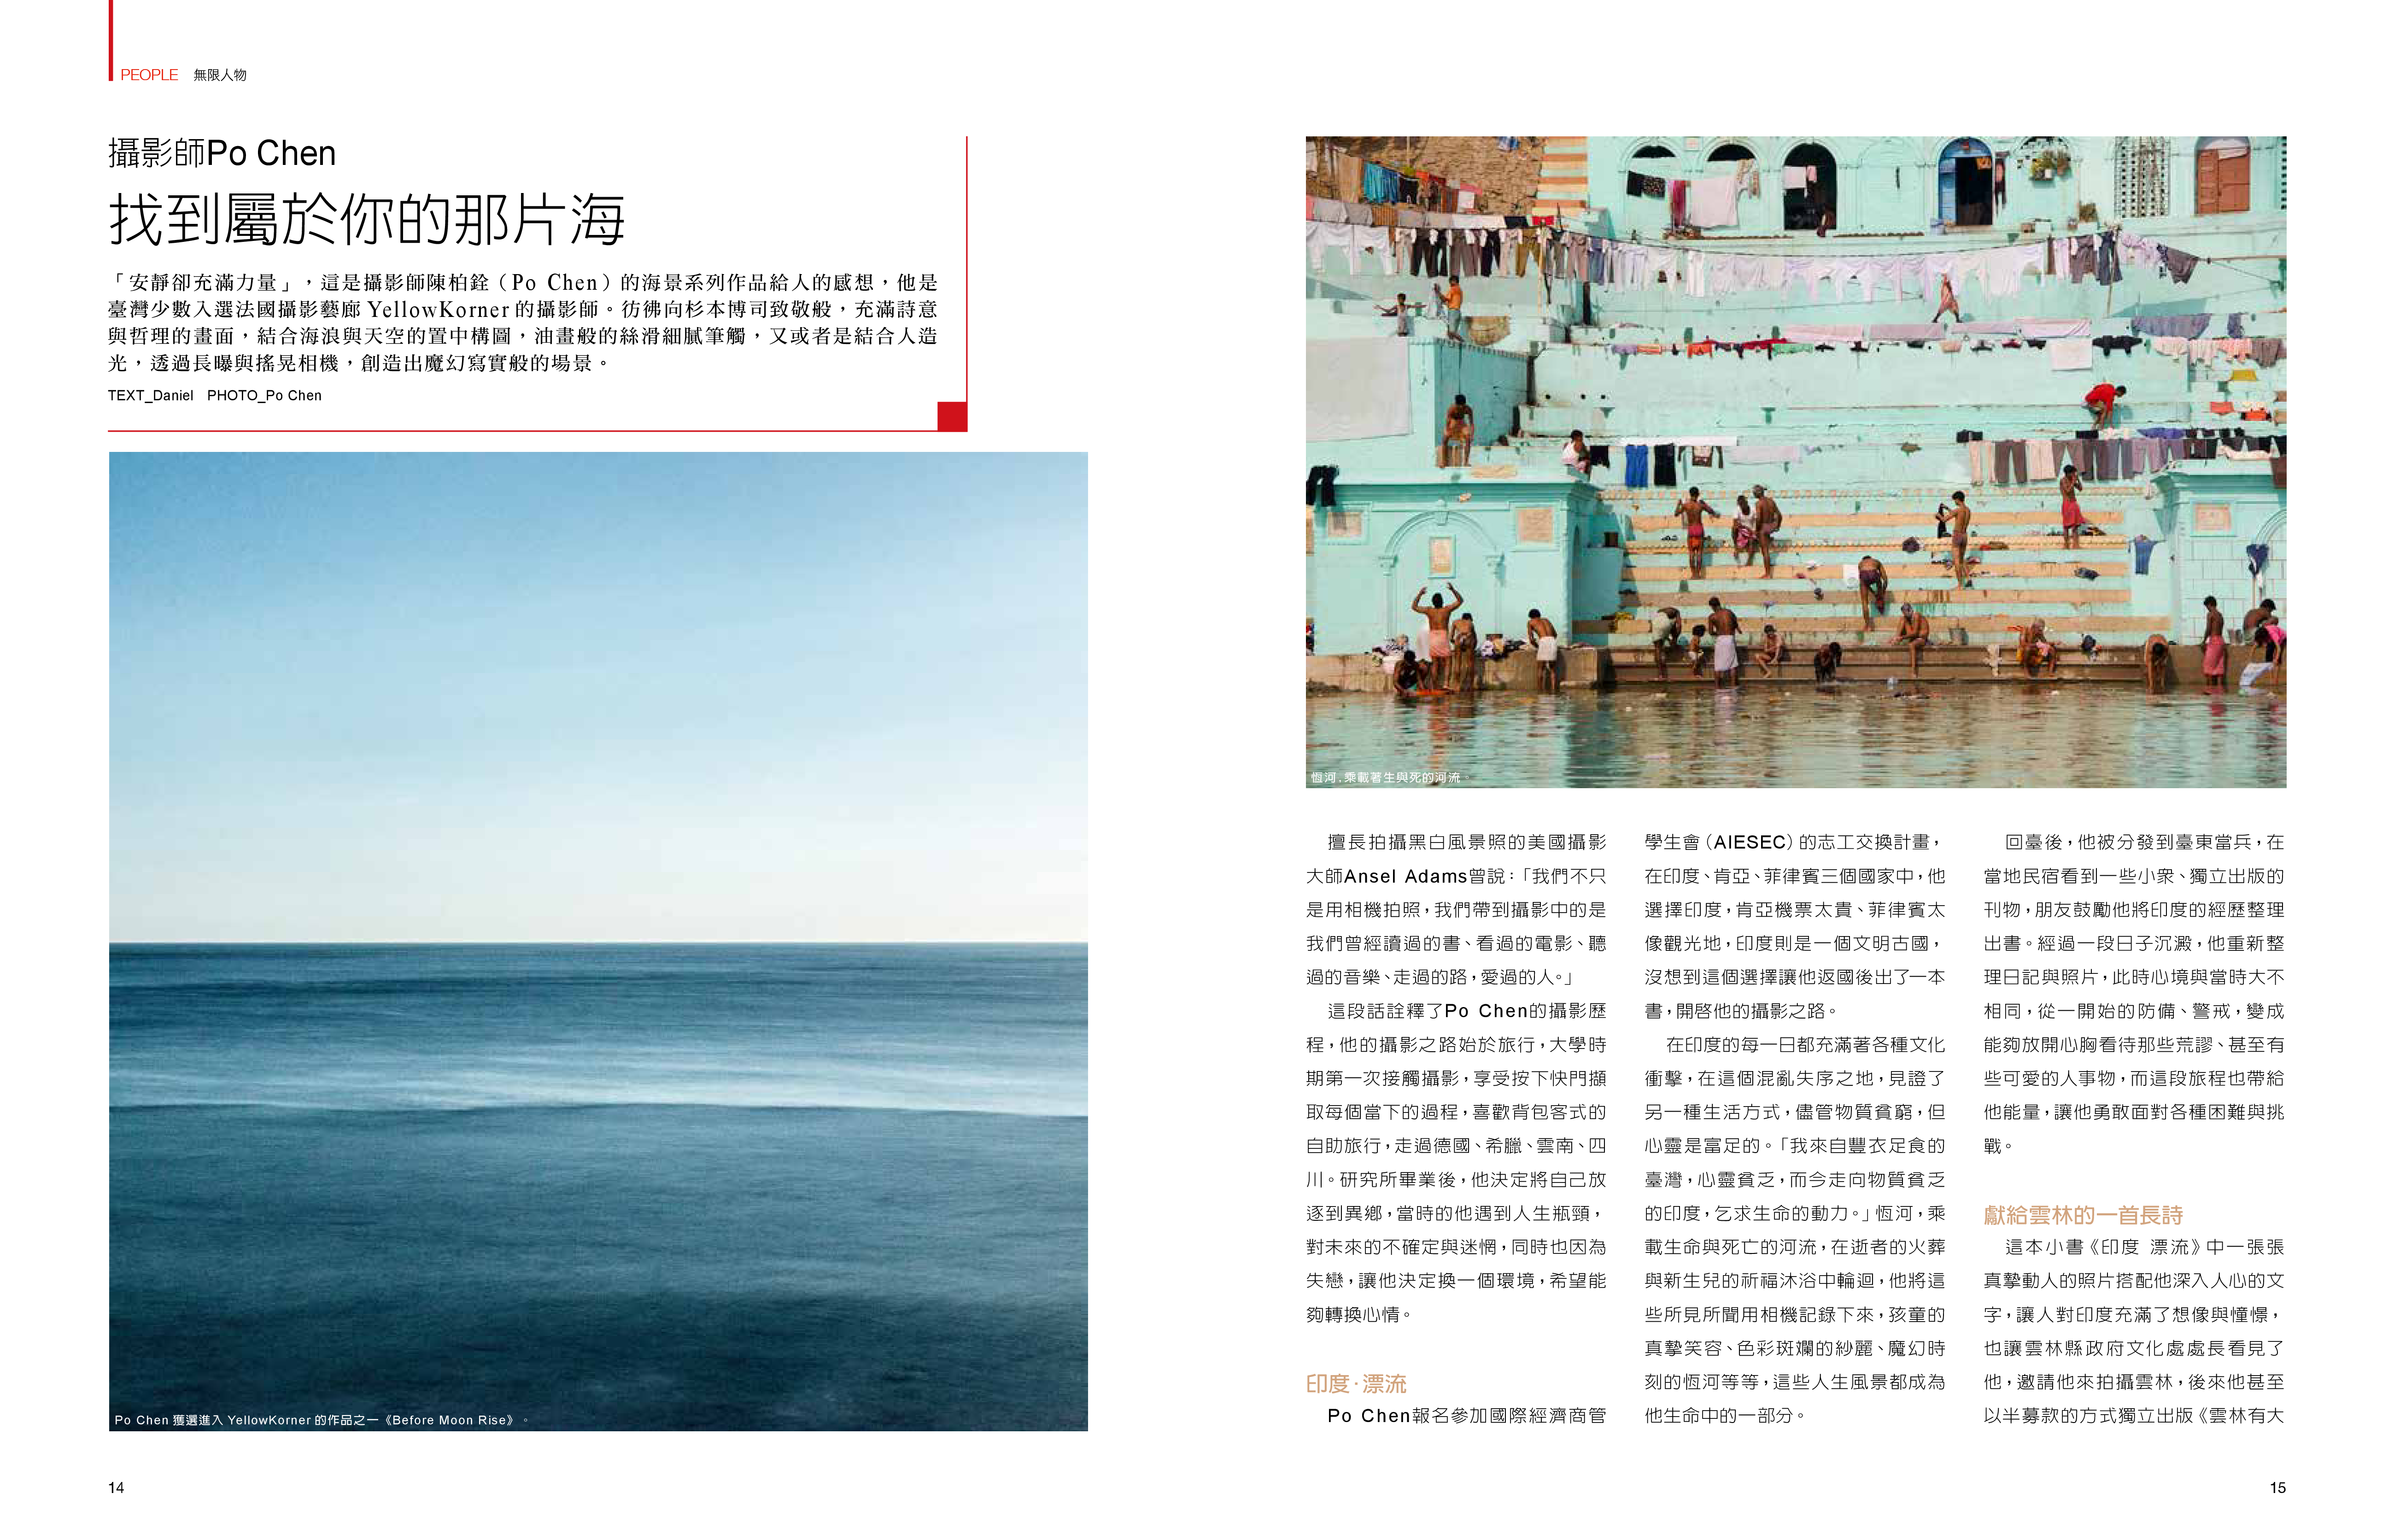 PEOPLE 無限人物
攝影師Po Chen
找到屬於你的那片海
「安靜卻充滿力量」，這是攝影師陳柏銓（Po Chen）的海景系列作品給人的感想，他是
臺灣少數入選法國攝影藝廊 YellowKorner 的攝影師。彷彿向杉本博司致敬般，充滿詩意
與哲理的畫面，結合海浪與天空的置中構圖，油畫般的絲滑細膩筆觸，又或者是結合人造
光，透過長曝與搖晃相機，創造出魔幻寫實般的場景。
TEXT_Daniel PHOTO_Po Chen
Po Chen 獲選進入 YellowKorner 的作品之一《Before Moon Rise》。
14
恆河．乘載著生與死的河流。
擅長拍攝黑白風景照的美國攝影
大師Ansel Adams曾說：「我們不只
是用相機拍照，我們帶到攝影中的是
我們曾經讀過的書、看過的電影、聽
過的音樂、走過的路，愛過的人。」
這段話詮釋了Po Chen的攝影歷
程，他的攝影之路始於旅行，大學時
期第一次接觸攝影，享受按下快門擷
取每個當下的過程，喜歡背包客式的
自助旅行，走過德國、希臘、雲南、四
川。研究所畢業後，他決定將自己放
逐到異鄉，當時的他遇到人生瓶頸，
對未來的不確定與迷惘，同時也因為
失戀，讓他決定換一個環境，希望能
夠轉換心情。
印度．漂流
Po Chen報名參加國際經濟商管
學生會（AIESEC）的志工交換計畫，
在印度、肯亞、菲律賓三個國家中，他
選擇印度，肯亞機票太貴、菲律賓太
像觀光地，印度則是一個文明古國，
沒想到這個選擇讓他返國後出了一本
書，開啟他的攝影之路。
在印度的每一日都充滿著各種文化
衝擊，在這個混亂失序之地，見證了
另一種生活方式，儘管物質貧窮，但
心靈是富足的。「我來自豐衣足食的
臺灣，心靈貧乏，而今走向物質貧乏
的印度，乞求生命的動力。」恆河，乘
載生命與死亡的河流，在逝者的火葬
與新生兒的祈福沐浴中輪迴，他將這
些所見所聞用相機記錄下來，孩童的
真摯笑容、色彩斑斕的紗麗、魔幻時
刻的恆河等等，這些人生風景都成為
他生命中的一部分。
回臺後，他被分發到臺東當兵，在
當地民宿看到一些小眾、獨立出版的
刊物，朋友鼓勵他將印度的經歷整理
出書。經過一段日子沉澱，他重新整
理日記與照片，此時心境與當時大不
相同，從一開始的防備、警戒，變成
能夠放開心胸看待那些荒謬、甚至有
些可愛的人事物，而這段旅程也帶給
他能量，讓他勇敢面對各種困難與挑
戰。
獻給雲林的一首長詩
這本小書《印度 漂流》中一張張
真摯動人的照片搭配他深入人心的文
字，讓人對印度充滿了想像與憧憬，
也讓雲林縣政府文化處處長看見了
他，邀請他來拍攝雲林，後來他甚至
以半募款的方式獨立出版《雲林有大
15